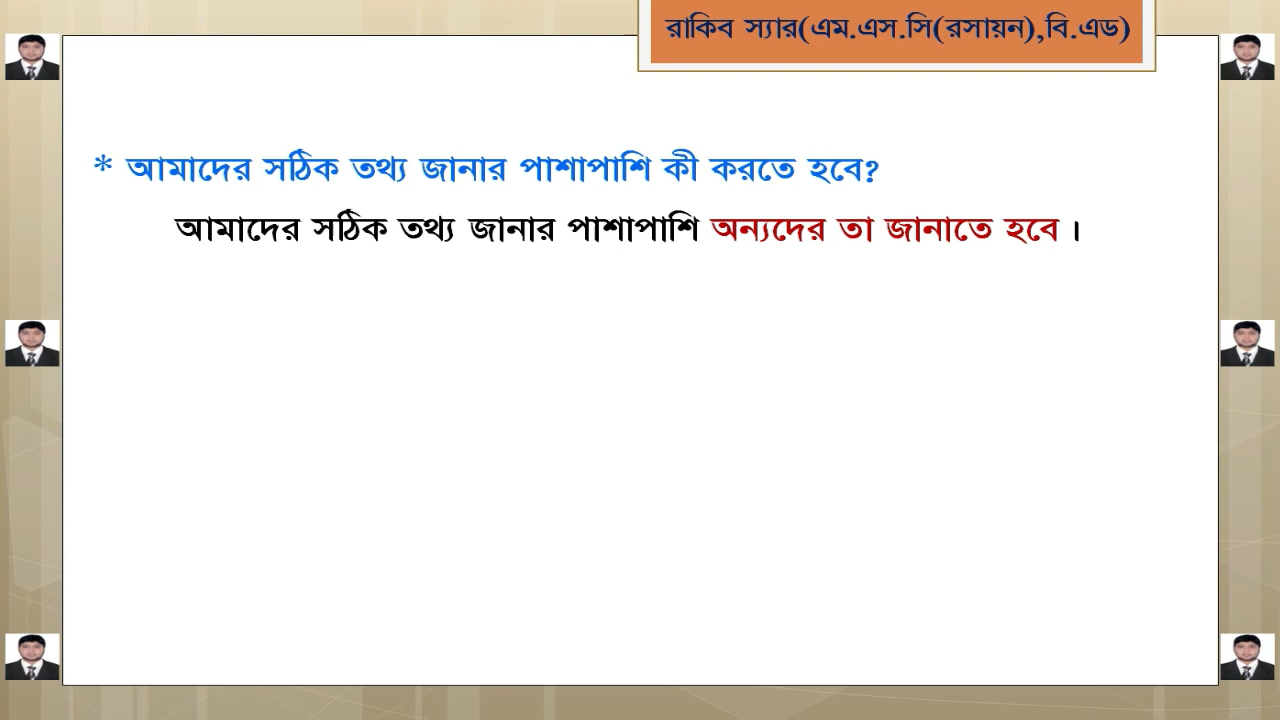 রাকিব স্যার(এম.এস.সি(রসায়ন),বি.এড)
* আমাদের সঠিক তথ্য জানার পাশাপাশি কী করতে হবে?
আমাদের সঠিক তথ্য জানার পাশাপাশি অন্যদের তা জানাতে হবে ।